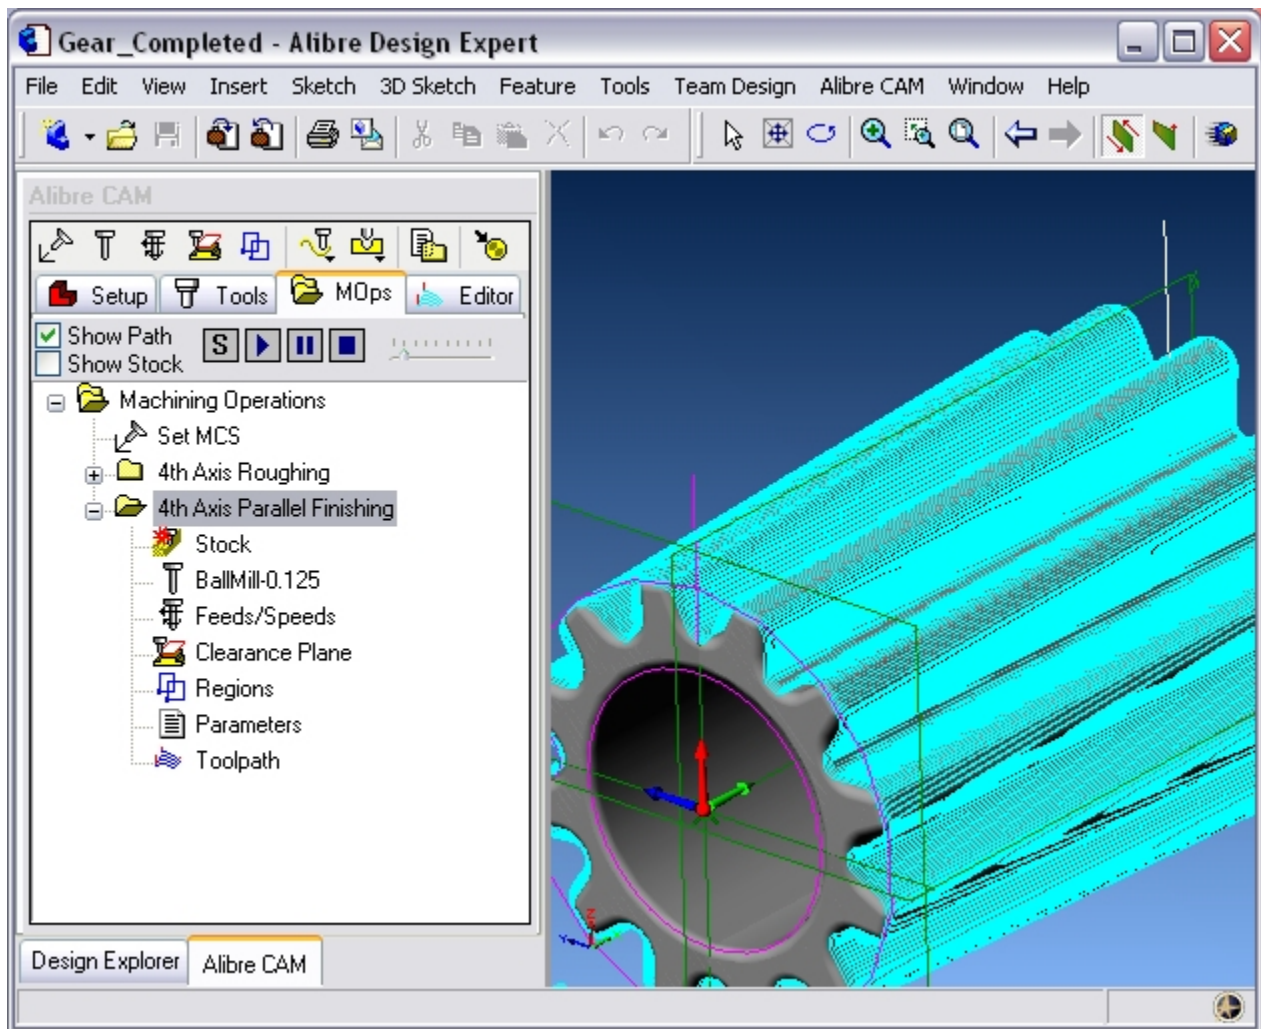 Gear_Completed - Alibre Design Expert
File Edit View Insert Sketch 3D Sketch Feature Tools Team Design Alibre CAM Window Help
Alibre CAM
Setup Tools MOps Editor
Show Path
S
Show Stock
Machining Operations
Set MCS
4th Axis Roughing
4th Axis Parallel Finishing
Stock
BallMill-0.125
Feeds/Speeds
Clearance Plane
Regions
Parameters
Toolpath
Design Explorer Alibre CAM